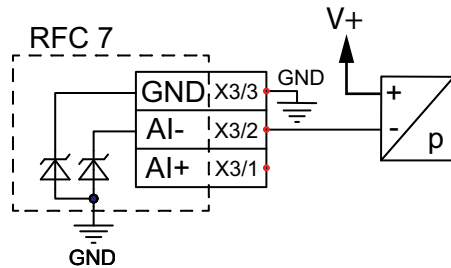 V+
RFC 7
GND X3/3 GND
AI- X3/2
AI+ X3/1
+
-
p
GND